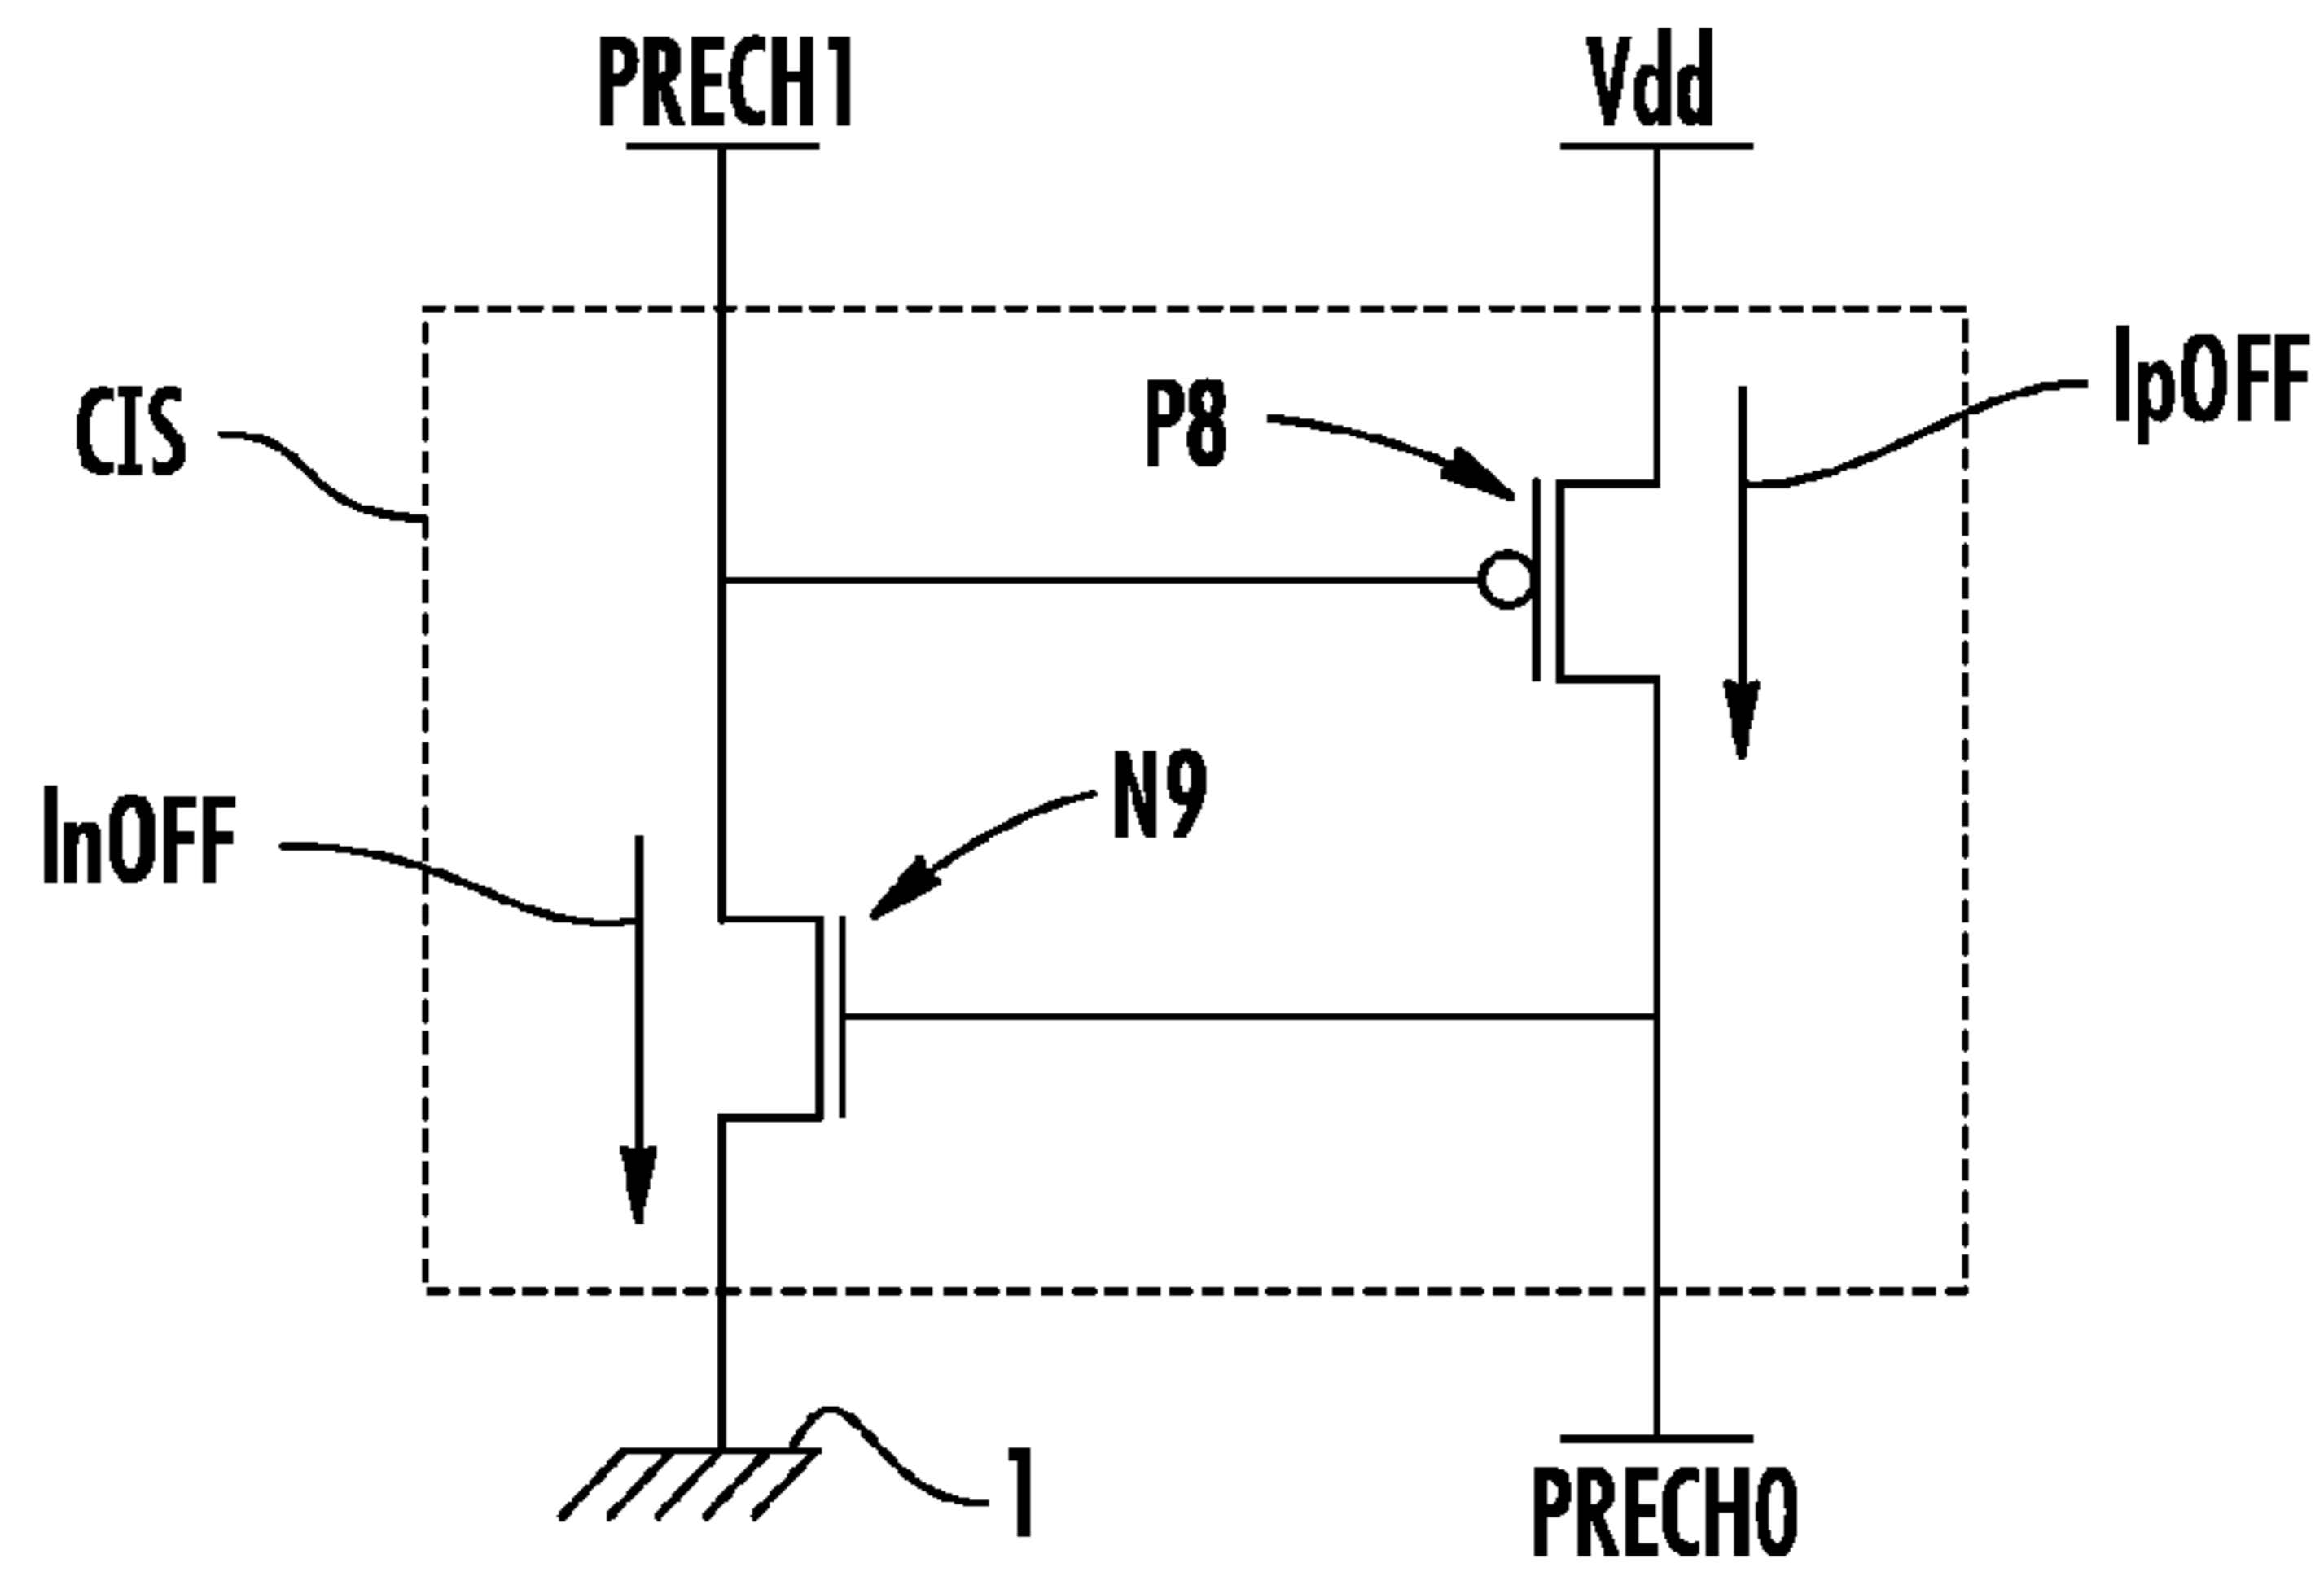 PRECH1
Vdd
CIS
P8
IpOFF
InOFF
N9
1
PRECH0